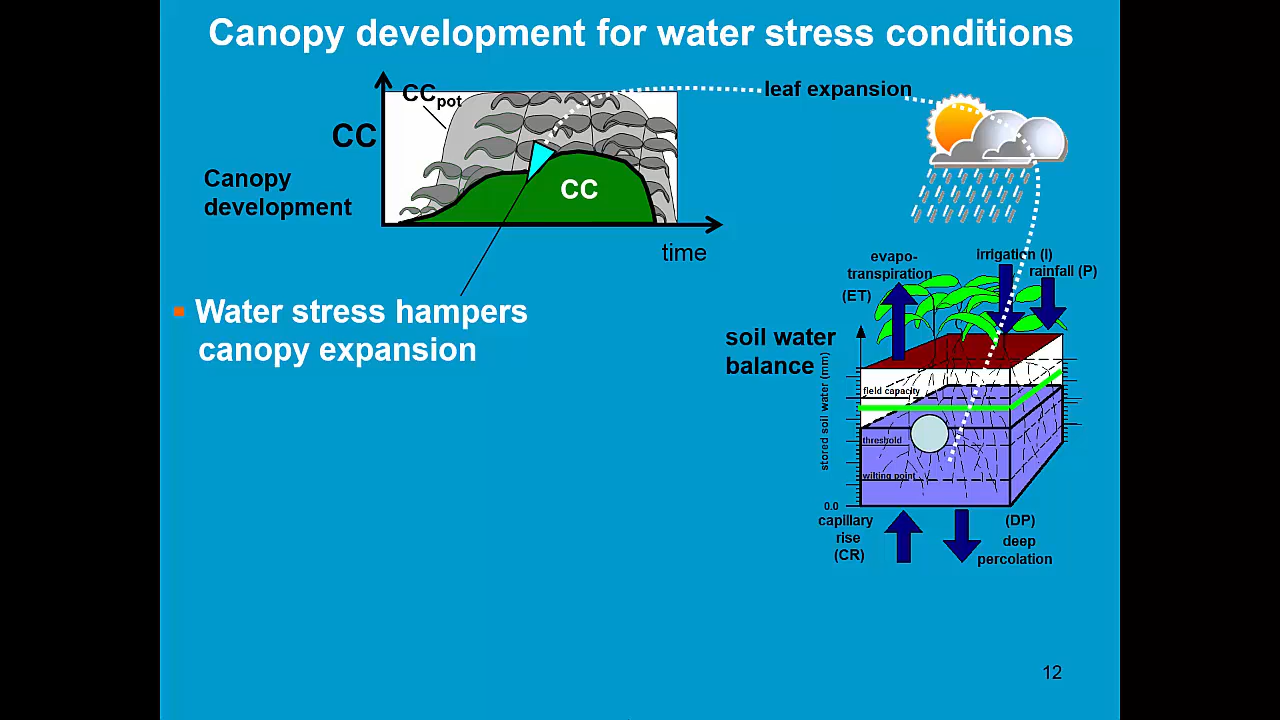 Canopy development for water stress conditions
CCpot
leaf expansion
CC
Canopy
development
CC
time
Water stress hampers
canopy expansion
evapo-
transpiration
(ET)
irrigation (I)
rainfall (P)
soil water
balance
stored soil water (mm)
field capacity
threshold
wilting point
0.0
capillary
rise
(CR)
(DP)
deep
percolation
12